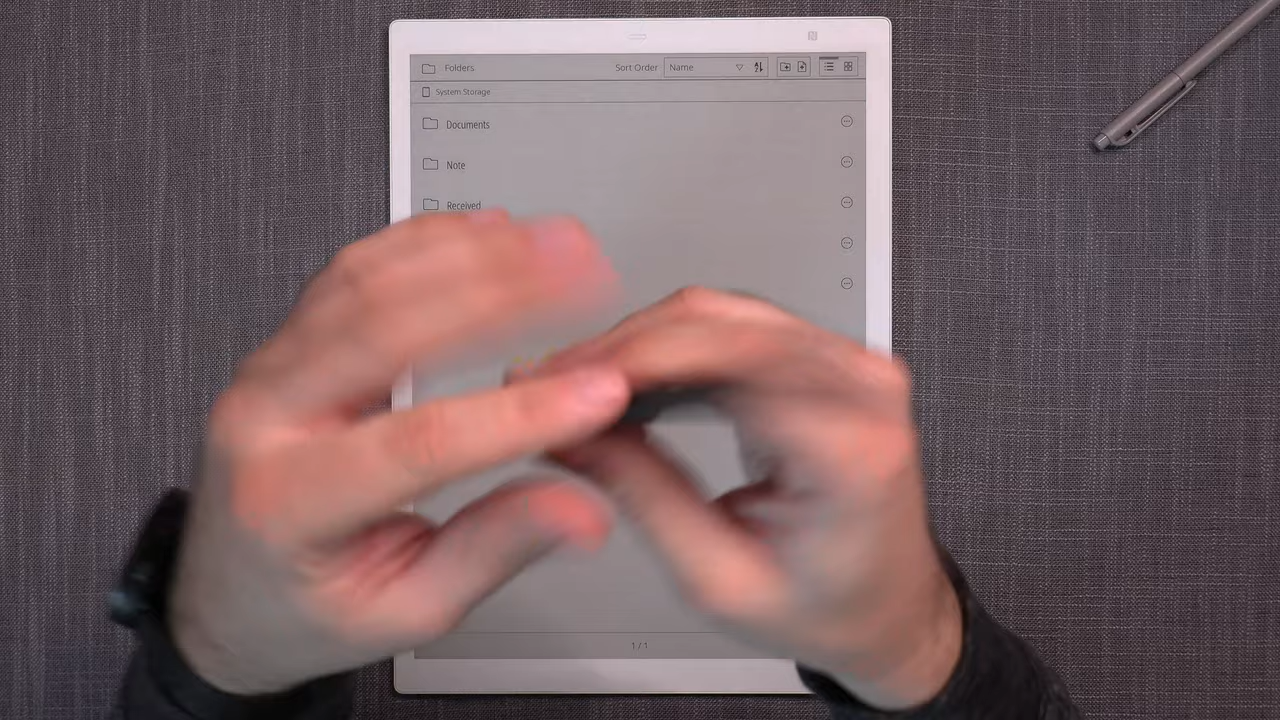 Folders Sort Order Name
System Storage
Documents
Note
Received
1 / 1